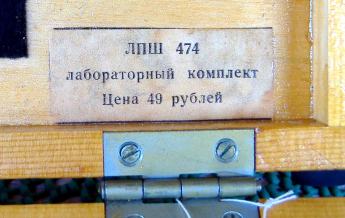 ЛПШ 474
лабораторный комплект
Цена 49 рублей